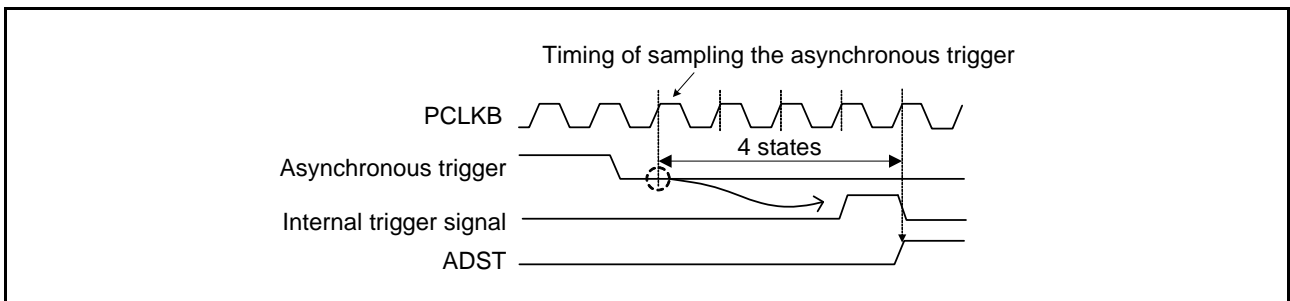 Timing of sampling the asynchronous trigger
PCLKB
4 states
Asynchronous trigger
Internal trigger signal
ADST